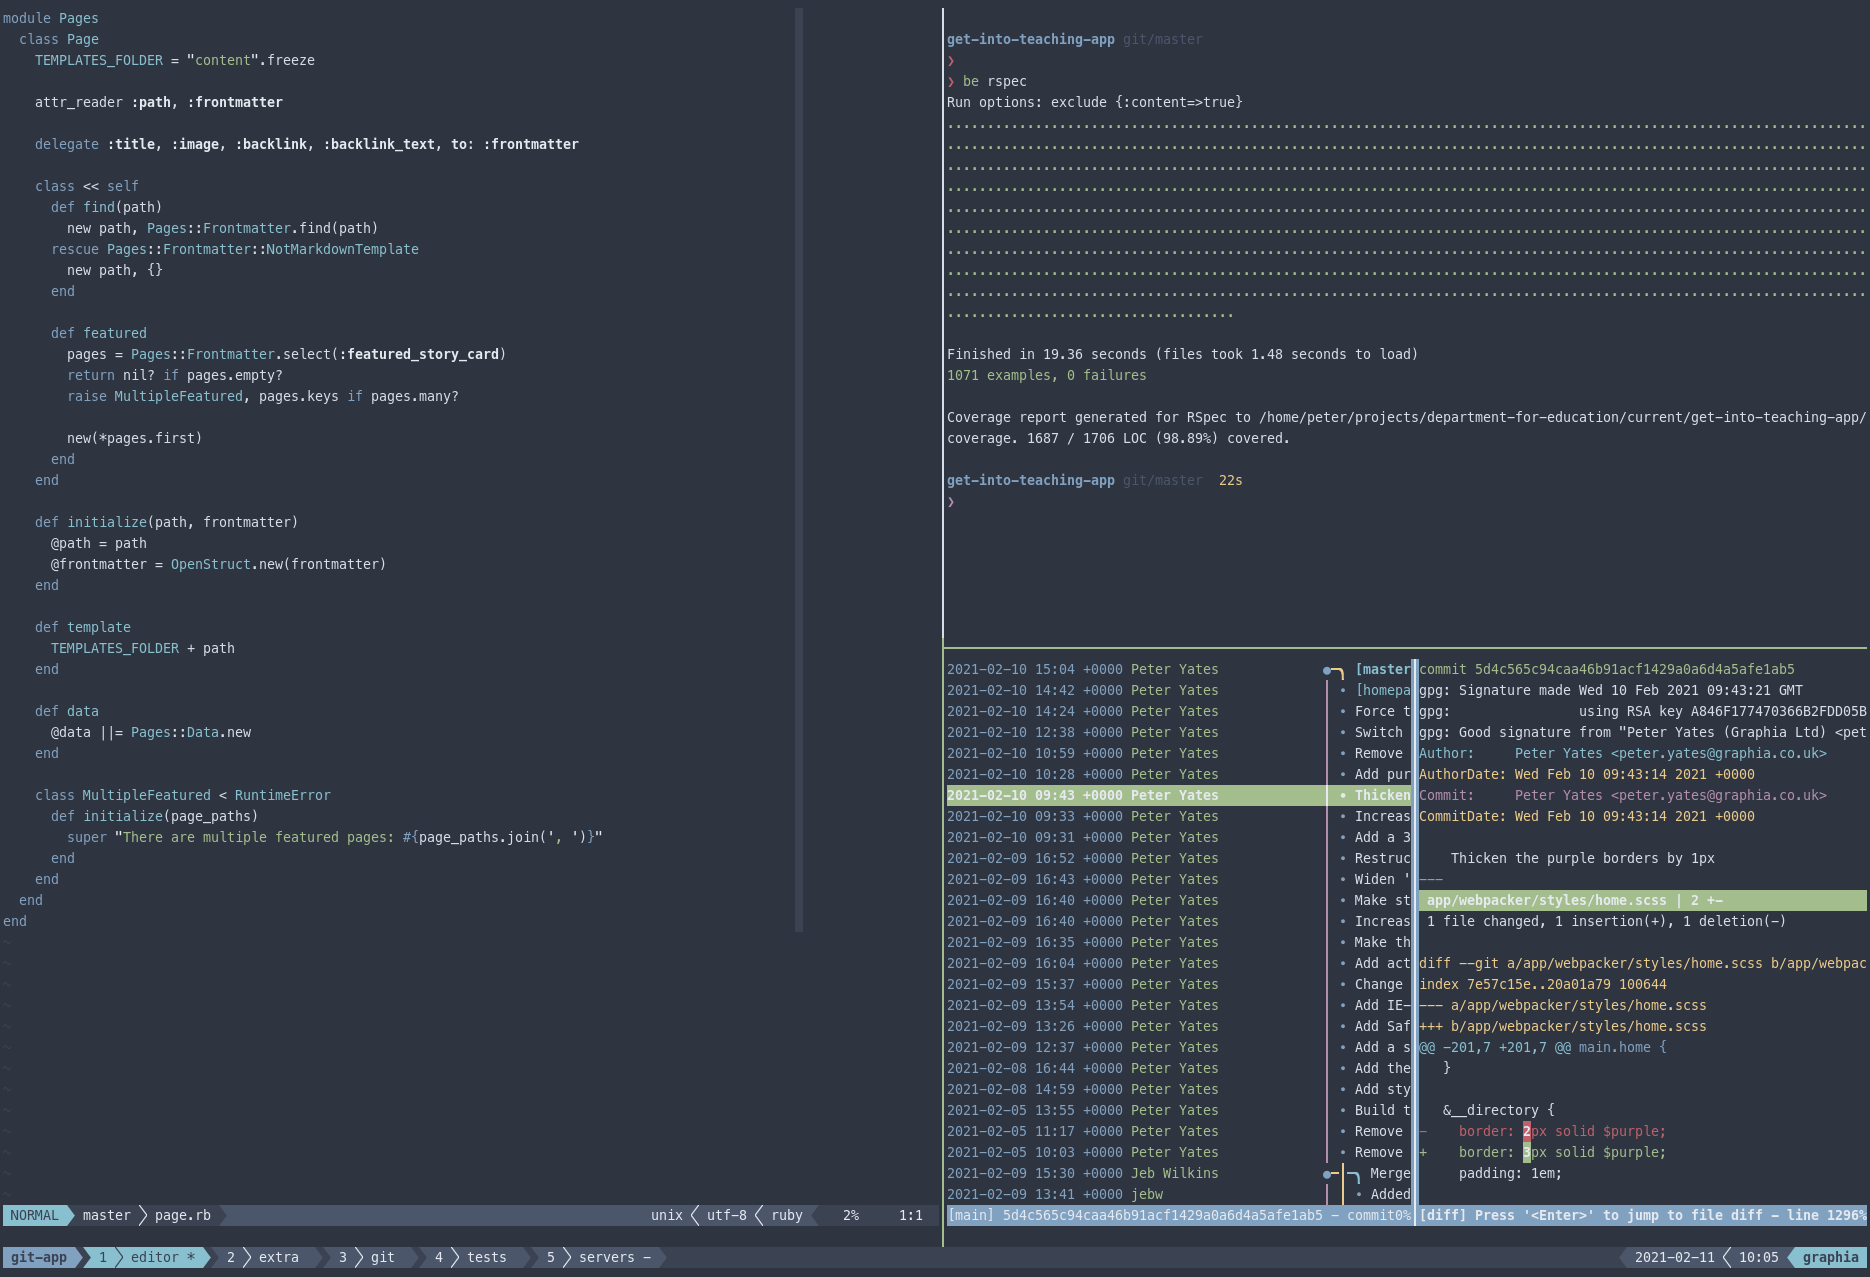 module Pages
  class Page
    TEMPLATES_FOLDER = "content".freeze

    attr_reader :path, :frontmatter

    delegate :title, :image, :backlink, :backlink_text, to: :frontmatter

    class << self
      def find(path)
        new path, Pages::Frontmatter.find(path)
      rescue Pages::Frontmatter::NotMarkdownTemplate
        new path, {}
      end

      def featured
        pages = Pages::Frontmatter.select(:featured_story_card)
        return nil? if pages.empty?
        raise MultipleFeatured, pages.keys if pages.many?

        new(*pages.first)
      end
    end

    def initialize(path, frontmatter)
      @path = path
      @frontmatter = OpenStruct.new(frontmatter)
    end

    def template
      TEMPLATES_FOLDER + path
    end

    def data
      @data ||= Pages::Data.new
    end

    class MultipleFeatured < RuntimeError
      def initialize(page_paths)
        super "There are multiple featured pages: #{page_paths.join(', ')}"
      end
    end
  end
end
NORMAL master page.rb unix utf-8 ruby 2% 1:1
get-into-teaching-app git/master
❯
❯ be rspec
Run options: exclude {:content=>true}

Finished in 19.36 seconds (files took 1.48 seconds to load)
1071 examples, 0 failures

Coverage report generated for RSpec to /home/peter/projects/department-for-education/current/get-into-teaching-app/
coverage. 1687 / 1706 LOC (98.89%) covered.

get-into-teaching-app git/master  22s
❯
2021-02-10 15:04 +0000 Peter Yates [master
2021-02-10 14:42 +0000 Peter Yates • [homepa
2021-02-10 14:24 +0000 Peter Yates • Force t
2021-02-10 12:38 +0000 Peter Yates • Switch
2021-02-10 10:59 +0000 Peter Yates • Remove
2021-02-10 10:28 +0000 Peter Yates • Add pur
2021-02-10 09:43 +0000 Peter Yates • Thicken
2021-02-10 09:33 +0000 Peter Yates • Increas
2021-02-10 09:31 +0000 Peter Yates • Add a 3
2021-02-09 16:52 +0000 Peter Yates • Restruc
2021-02-09 16:43 +0000 Peter Yates • Widen '
2021-02-09 16:40 +0000 Peter Yates • Make st
2021-02-09 16:40 +0000 Peter Yates • Increas
2021-02-09 16:35 +0000 Peter Yates • Make th
2021-02-09 16:04 +0000 Peter Yates • Add act
2021-02-09 15:37 +0000 Peter Yates • Change
2021-02-09 13:54 +0000 Peter Yates • Add IE-
2021-02-09 13:26 +0000 Peter Yates • Add Saf
2021-02-09 12:37 +0000 Peter Yates • Add a s
2021-02-08 16:44 +0000 Peter Yates • Add the
2021-02-08 14:59 +0000 Peter Yates • Add sty
2021-02-05 13:55 +0000 Peter Yates • Build t
2021-02-05 11:17 +0000 Peter Yates • Remove
2021-02-05 10:03 +0000 Peter Yates • Remove
2021-02-09 15:30 +0000 Jeb Wilkins Merge
2021-02-09 13:41 +0000 jebw • Added
[main] 5d4c565c94caa46b91acf1429a0a6d4a5afe1ab5 - commit0%
commit 5d4c565c94caa46b91acf1429a0a6d4a5afe1ab5
gpg: Signature made Wed 10 Feb 2021 09:43:21 GMT
gpg:                using RSA key A846F177470366B2FDD05B
gpg: Good signature from "Peter Yates (Graphia Ltd) <pet
Author:     Peter Yates <peter.yates@graphia.co.uk>
AuthorDate: Wed Feb 10 09:43:14 2021 +0000
Commit:     Peter Yates <peter.yates@graphia.co.uk>
CommitDate: Wed Feb 10 09:43:14 2021 +0000

    Thicken the purple borders by 1px
---
 app/webpacker/styles/home.scss | 2 +-
 1 file changed, 1 insertion(+), 1 deletion(-)

diff --git a/app/webpacker/styles/home.scss b/app/webpac
index 7e57c15e..20a01a79 100644
--- a/app/webpacker/styles/home.scss
+++ b/app/webpacker/styles/home.scss
@@ -201,7 +201,7 @@ main.home {
   }

   &__directory {
-    border: 2px solid $purple;
+    border: 3px solid $purple;
     padding: 1em;
[diff] Press '<Enter>' to jump to file diff - line 1296%
git-app 1 editor * 2 extra 3 git 4 tests 5 servers - 2021-02-11 10:05 graphia